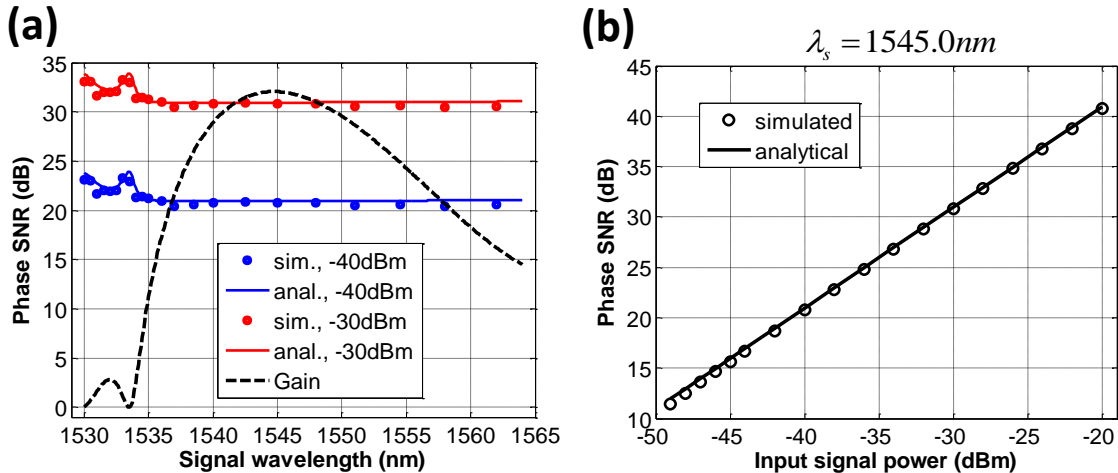 (a)
Phase SNR (dB)
35
30
25
20
15
10
5
0
sim., -40dBm
anal., -40dBm
sim., -30dBm
anal., -30dBm
Gain
1530 1535 1540 1545 1550 1555 1560 1565
Signal wavelength (nm)
(b)
λs = 1545.0nm
Phase SNR (dB)
45
40
35
30
25
20
15
10
simulated
analytical
-50 -45 -40 -35 -30 -25 -20
Input signal power (dBm)